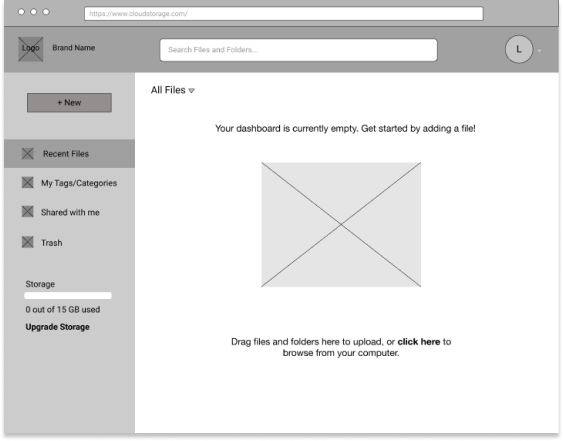 https://www.cloudstorage.com/
Logo
Brand Name
Search Files and Folders...
L
+ New
All Files
Your dashboard is currently empty. Get started by adding a file!
Recent Files
My Tags/Categories
Shared with me
Trash
Storage
0 out of 15 GB used
Upgrade Storage
Drag files and folders here to upload, or click here to
browse from your computer.